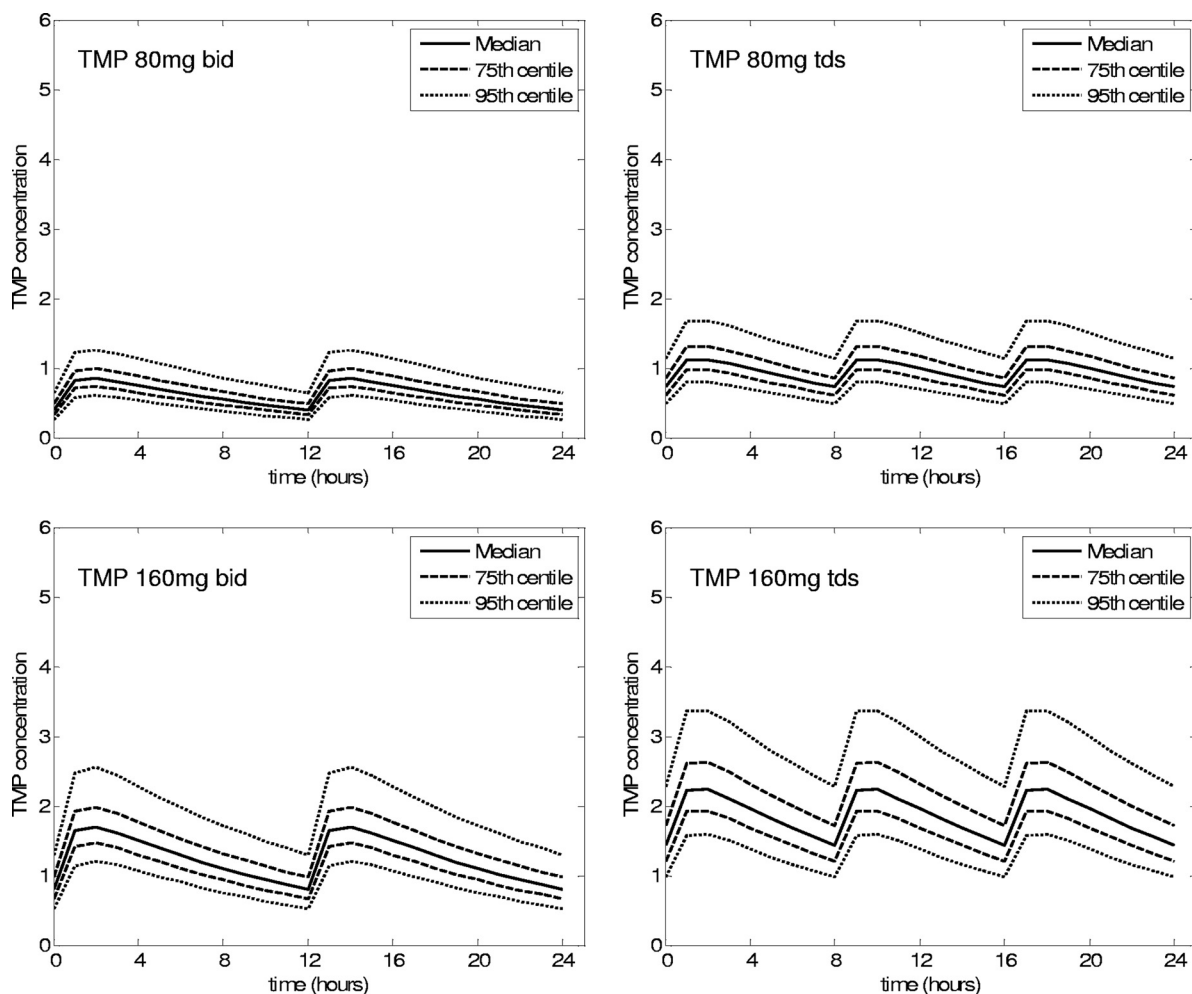 TMP 80mg bid
Median
75th centile
95th centile
TMP concentration
6
5
4
3
2
1
0
0 4 8 12 16 20 24
time (hours)
TMP 80mg tds
Median
75th centile
95th centile
TMP concentration
6
5
4
3
2
1
0
0 4 8 12 16 20 24
time (hours)
TMP 160mg bid
Median
75th centile
95th centile
TMP concentration
6
5
4
3
2
1
0
0 4 8 12 16 20 24
time (hours)
TMP 160mg tds
Median
75th centile
95th centile
TMP concentration
6
5
4
3
2
1
0
0 4 8 12 16 20 24
time (hours)